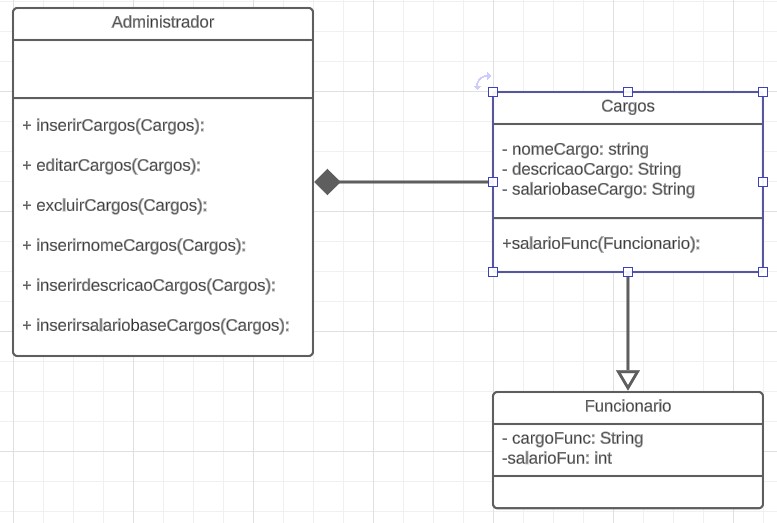 Administrador
+ inserirCargos(Cargos):
+ editarCargos(Cargos):
+ excluirCargos(Cargos):
+ inserirnomeCargos(Cargos):
+ inserirdescricaoCargos(Cargos):
+ inserirsalariobaseCargos(Cargos):
Cargos
- nomeCargo: string
- descricaoCargo: String
- salariobaseCargo: String
+salarioFunc(Funcionario):
Funcionario
- cargoFunc: String
-salarioFun: int